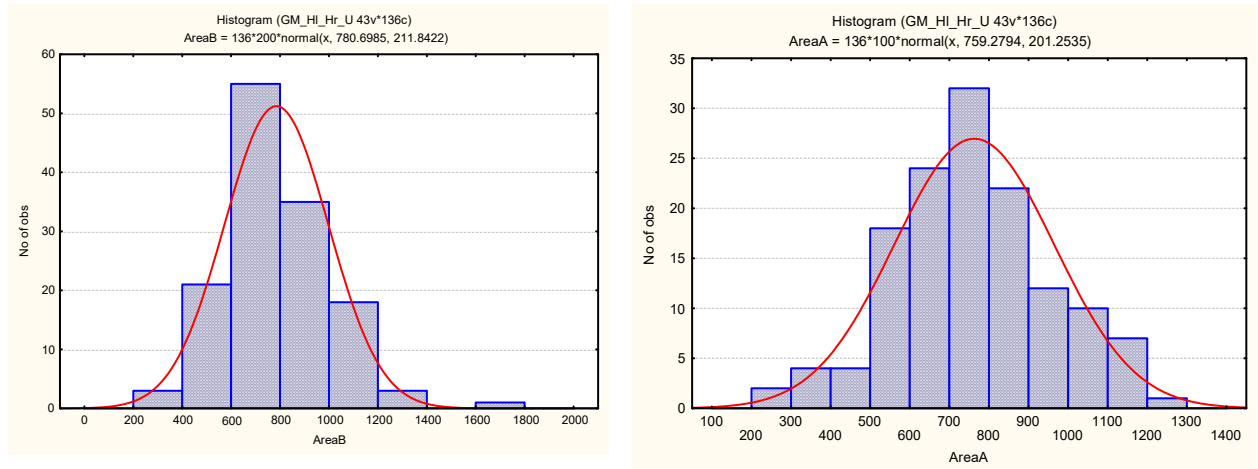 Histogram (GM_Hl_Hr_U 43v*136c)
AreaB = 136*200*normal(x, 780.6985, 211.8422)
60
50
40
30
20
10
0
No of obs
0 200 400 600 800 1000 1200 1400 1600 1800 2000
AreaB
Histogram (GM_Hl_Hr_U 43v*136c)
AreaA = 136*100*normal(x, 759.2794, 201.2535)
35
30
25
20
15
10
5
0
No of obs
100 300 500 700 900 1100 1300
200 400 600 800 1000 1200 1400
AreaA